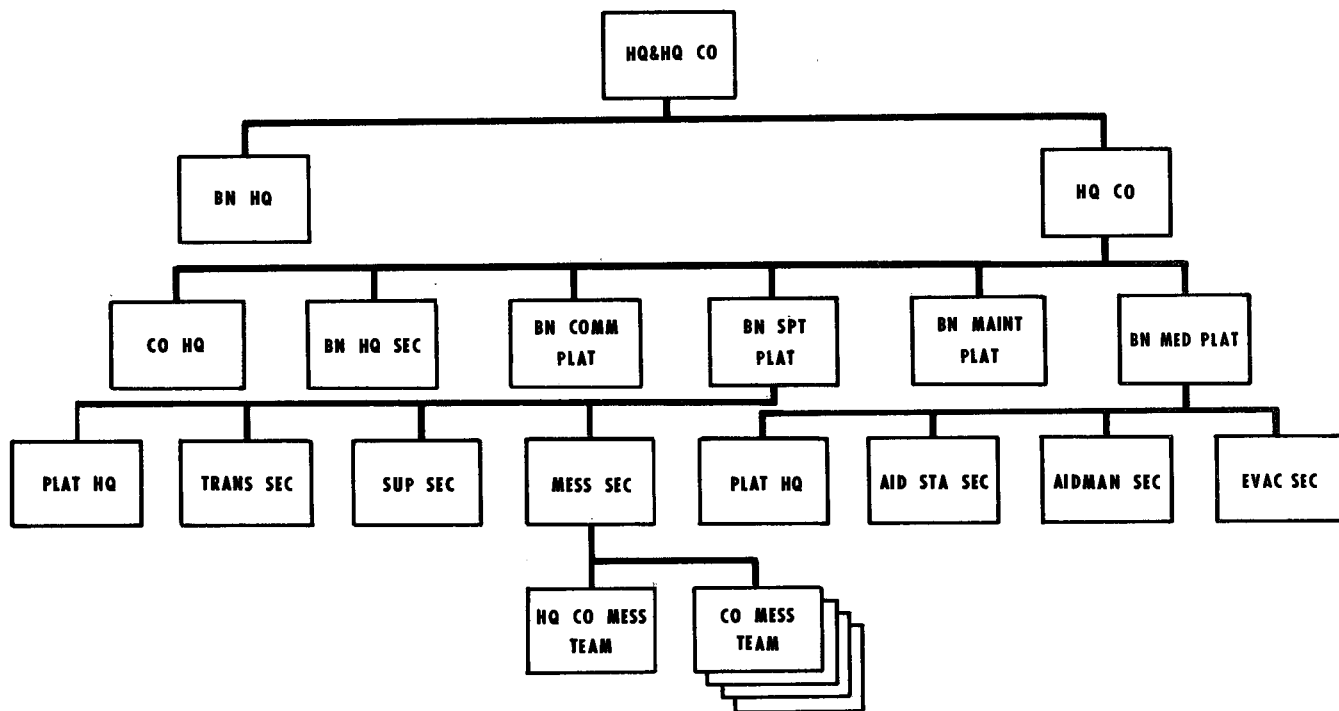 HQ&HQ CO
BN HQ
HQ CO
CO HQ
BN HQ SEC
BN COMM
PLAT
BN SPT
PLAT
BN MAINT
PLAT
BN MED PLAT
PLAT HQ
TRANS SEC
SUP SEC
MESS SEC
PLAT HQ
AID STA SEC
AIDMAN SEC
EVAC SEC
HQ CO MESS
TEAM
CO MESS
TEAM